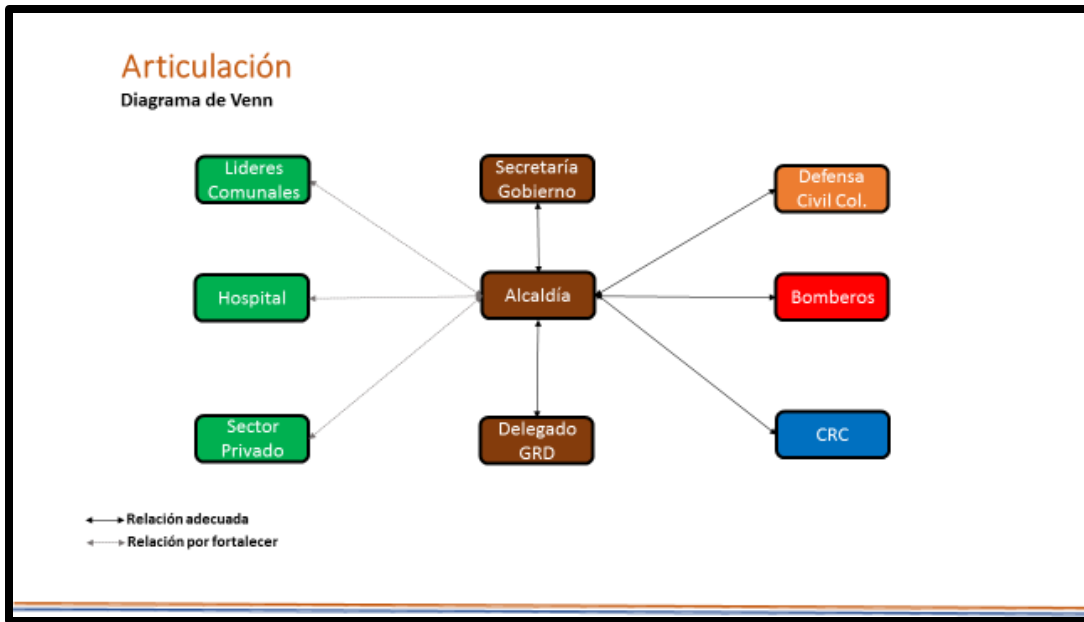 Articulación
Diagrama de Venn
Lideres
Comunales
Secretaría
Gobierno
Defensa
Civil Col.
Hospital
Alcaldía
Bomberos
Sector
Privado
Delegado
GRD
CRC
Relación adecuada
Relación por fortalecer